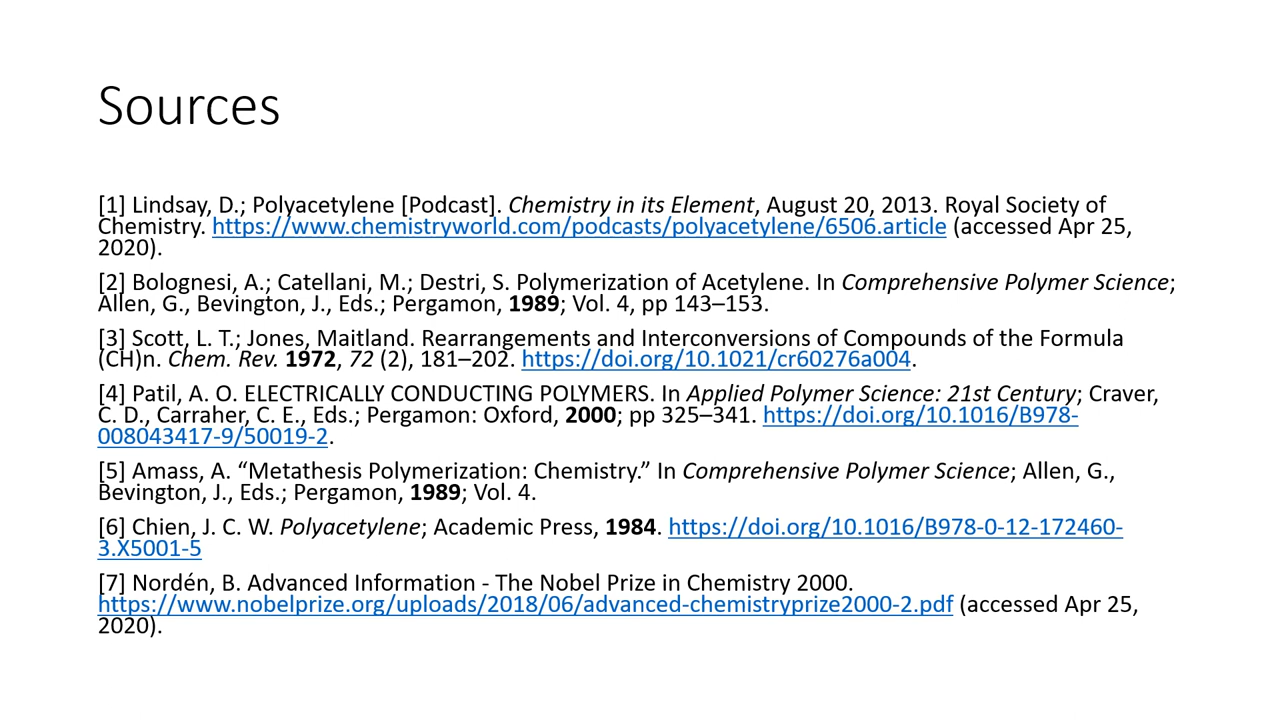 Sources
[1] Lindsay, D.; Polyacetylene [Podcast]. Chemistry in its Element, August 20, 2013. Royal Society of
Chemistry. https://www.chemistryworld.com/podcasts/polyacetylene/6506.article (accessed Apr 25,
2020).
[2] Bolognesi, A.; Catellani, M.; Destri, S. Polymerization of Acetylene. In Comprehensive Polymer Science;
Allen, G., Bevington, J., Eds.; Pergamon, 1989; Vol. 4, pp 143–153.
[3] Scott, L. T.; Jones, Maitland. Rearrangements and Interconversions of Compounds of the Formula
(CH)n. Chem. Rev. 1972, 72 (2), 181–202. https://doi.org/10.1021/cr60276a004.
[4] Patil, A. O. ELECTRICALLY CONDUCTING POLYMERS. In Applied Polymer Science: 21st Century; Craver,
C. D., Carraher, C. E., Eds.; Pergamon: Oxford, 2000; pp 325–341. https://doi.org/10.1016/B978-
008043417-9/50019-2.
[5] Amass, A. “Metathesis Polymerization: Chemistry.” In Comprehensive Polymer Science; Allen, G.,
Bevington, J., Eds.; Pergamon, 1989; Vol. 4.
[6] Chien, J. C. W. Polyacetylene; Academic Press, 1984. https://doi.org/10.1016/B978-0-12-172460-
3.X5001-5
[7] Nordén, B. Advanced Information - The Nobel Prize in Chemistry 2000.
https://www.nobelprize.org/uploads/2018/06/advanced-chemistryprize2000-2.pdf (accessed Apr 25,
2020).